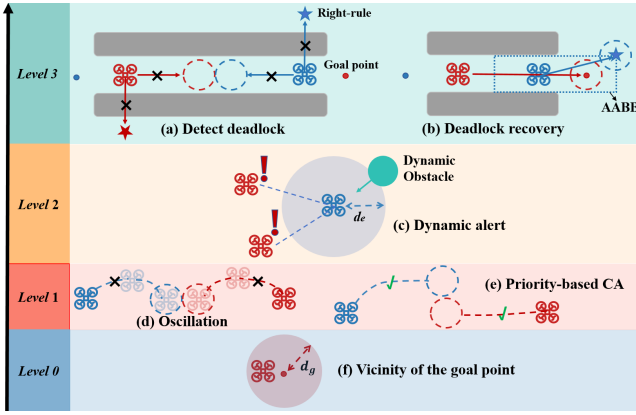 Level 3
Right-rule
Goal point
(a) Detect deadlock
(b) Deadlock recovery
AABB
Level 2
Dynamic
Obstacle
de
(c) Dynamic alert
Level 1
(d) Oscillation
(e) Priority-based CA
Level 0
dg
(f) Vicinity of the goal point